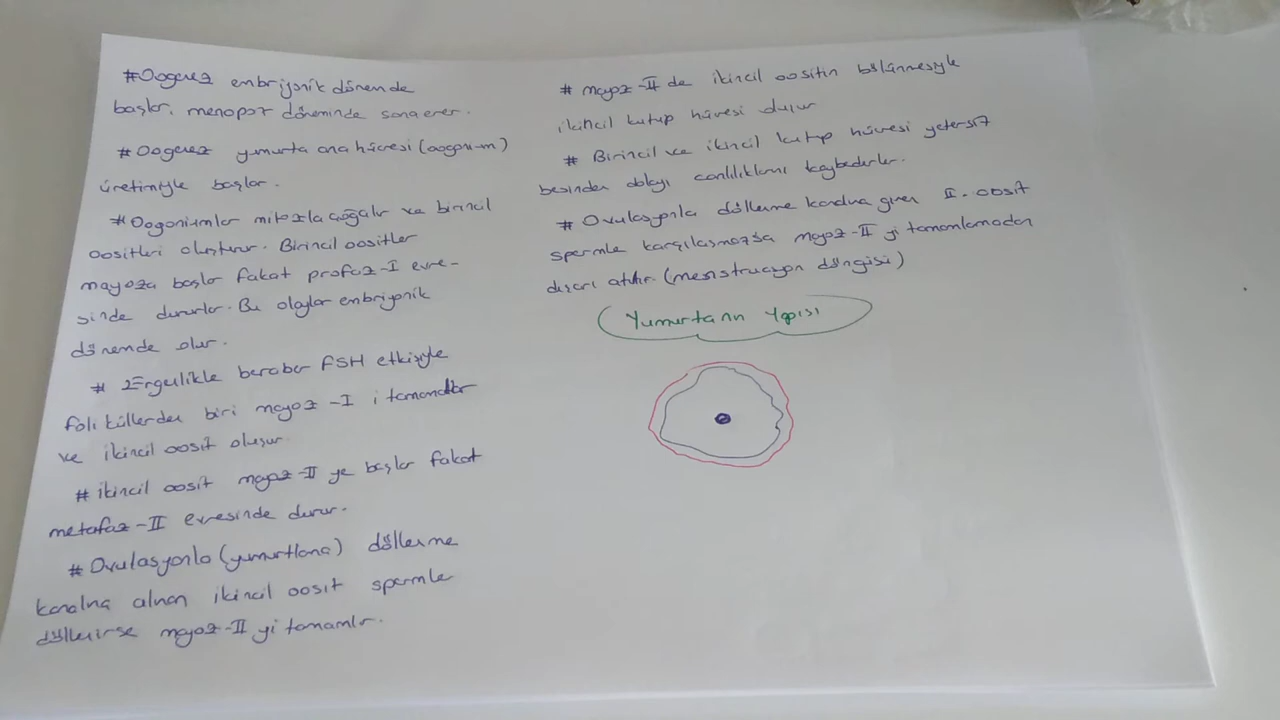 #Oogenez embriyonik dönemde
başlar, menopoz döneminde sona erer.
#Oogenez yumurta ana hücresi (oogonium)
üretimiyle başlar.
#Oogoniumlar mitozla çoğalır ve birincil
oositleri oluşturur. Birincil oositler
mayoza başlar fakat profaz-I evre-
sinde dururlar. Bu olaylar embriyonik
dönemde olur.
# Ergenlikle beraber FSH etkisiyle
foliküllerden biri mayoz-I i tamamlar
ve ikincil oosit oluşur.
# ikincil oosit mayoz-II ye başlar fakat
metafaz-II evresinde durur.
# Ovulasyonla (yumurtlama) döllenme
kanalına alınan ikincil oosit spermle
döllenirse mayoz-II yi tamamlar.
# mayoz-II de ikincil oositin bölünmesiyle
ikincil kutup hücresi oluşur
# Birincil ve ikincil kutup hücresi yetersiz
besinden dolayı canlılıklarını kaybederler.
# Ovulasyonla döllenme kanalına giren II. oosit
spermle karşılaşmazsa mayoz-II yi tamamlamadan
dışarı atılır. (menstruasyon döngüsü)
Yumurtanın Yapısı